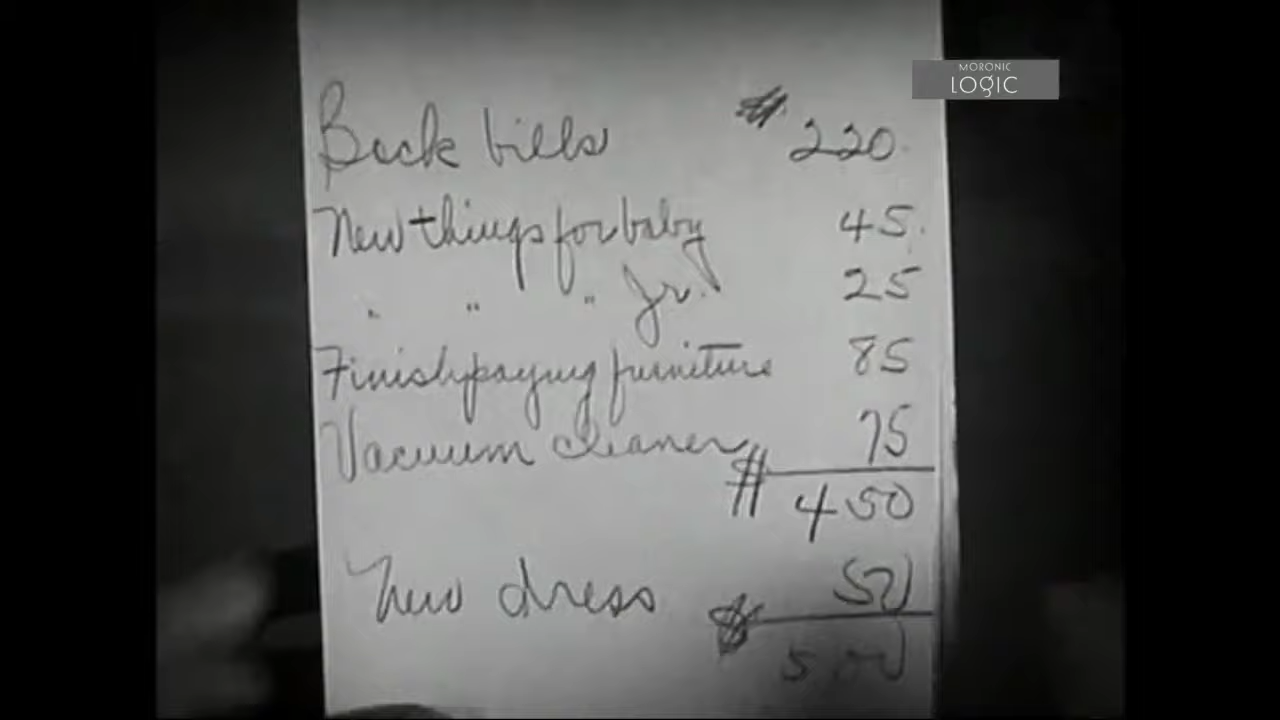 MORONIC
LOGIC
Back bills $ 220.
New things for baby 45.
" " " Jr. 25
Finish paying furniture 85
Vacuum cleaner 75
$ 450
New dress 50
$ 500